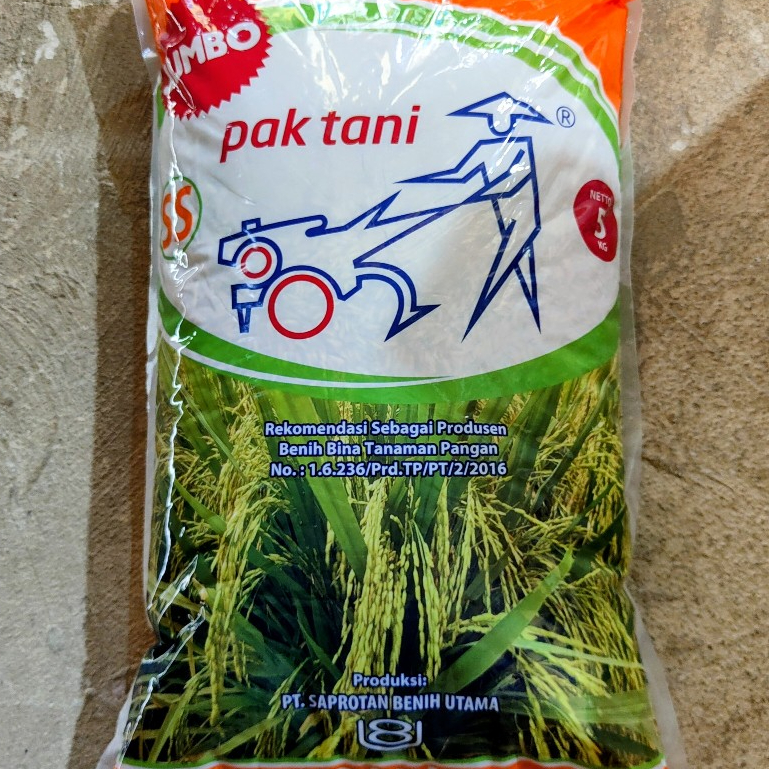 JUMBO
pak tani
®
SS
NETTO
5
KG
Rekomendasi Sebagai Produsen
Benih Bina Tanaman Pangan
No. : 1.6.236/Prd.TP/PT/2/2016
Produksi:
PT. SAPROTAN BENIH UTAMA